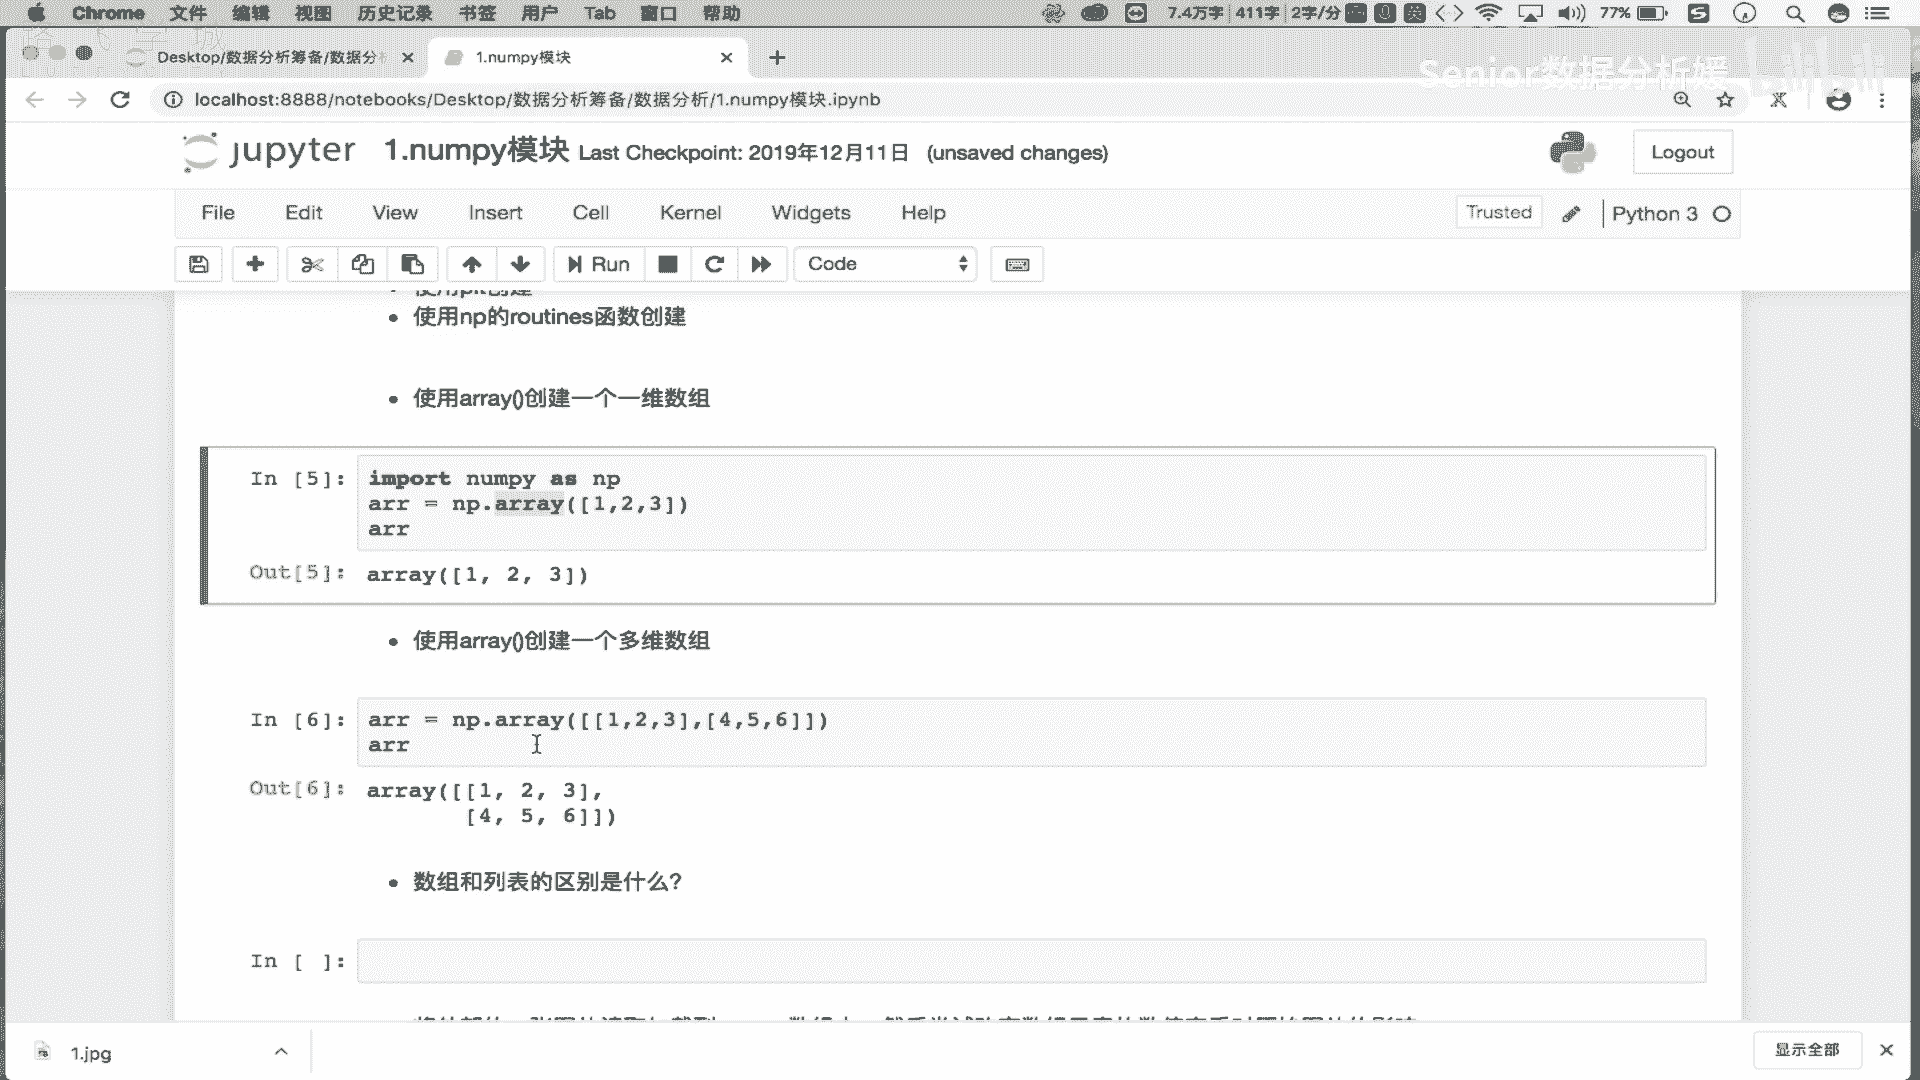 Chrome 文件 编辑 视图 历史记录 书签 用户 Tab 窗口 帮助 7.4万字 411字 2字/分 英 77%
Desktop/数据分析筹备/数据分 1.numpy模块
Senior数据分析媛 bilibili
localhost:8888/notebooks/Desktop/数据分析筹备/数据分析/1.numpy模块.ipynb
jupyter 1.numpy模块 Last Checkpoint: 2019年12月11日 (unsaved changes) Logout
File Edit View Insert Cell Kernel Widgets Help Trusted Python 3
Run Code
使用plt创建
使用np的routines函数创建
使用array()创建一个一维数组
In [5]: import numpy as np
arr = np.array([1,2,3])
arr
Out[5]: array([1, 2, 3])
使用array()创建一个多维数组
In [6]: arr = np.array([[1,2,3],[4,5,6]])
arr
Out[6]: array([[1, 2, 3],
[4, 5, 6]])
数组和列表的区别是什么?
In [ ]:
1.jpg 显示全部